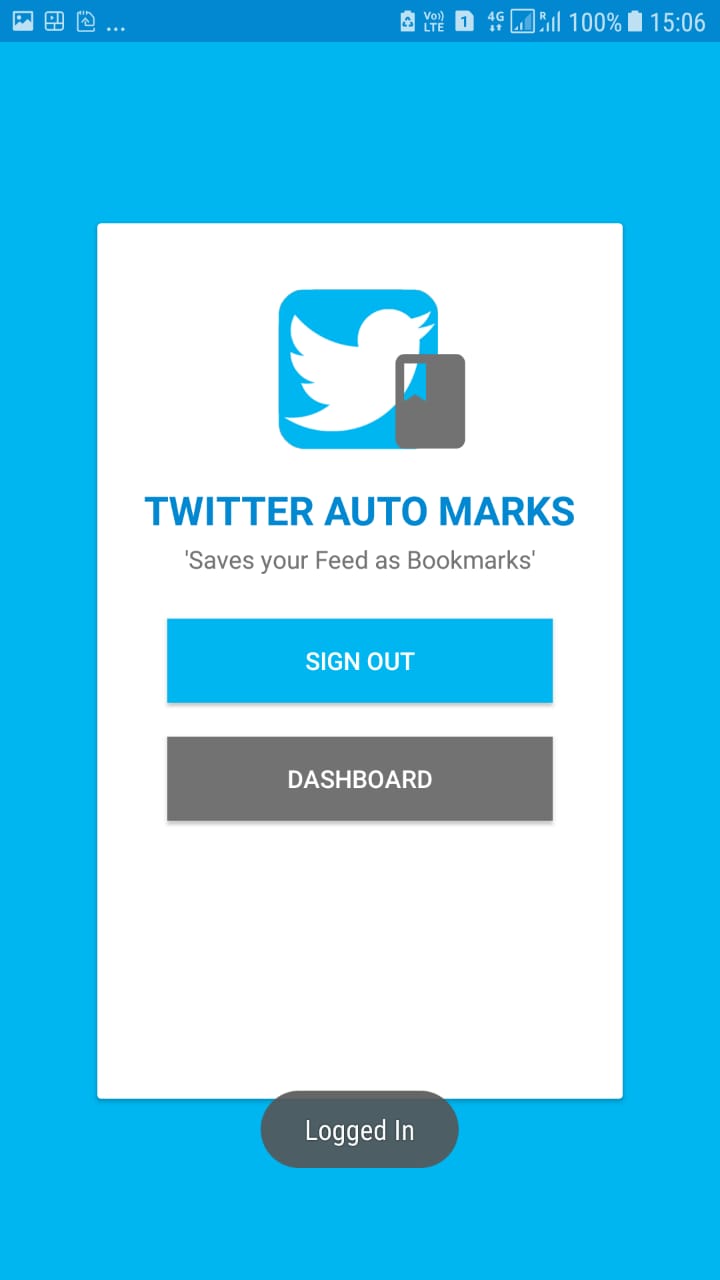 ... Vo)) LTE 1 4G R 100% 15:06
TWITTER AUTO MARKS
'Saves your Feed as Bookmarks'
SIGN OUT
DASHBOARD
Logged In